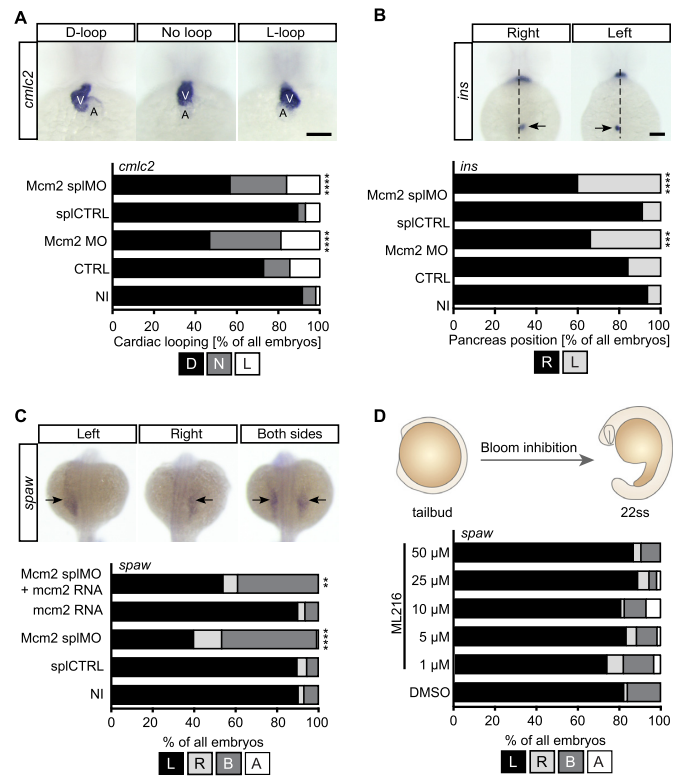 A
D-loop No loop L-loop
cmlc2
V V V
A A A
cmlc2
Mcm2 splMO ****
splCTRL
Mcm2 MO ****
CTRL
NI
0 20 40 60 80 100
Cardiac looping [% of all embryos]
D N L
B
Right Left
ins
ins
Mcm2 splMO ****
splCTRL
Mcm2 MO ****
CTRL
NI
0 20 40 60 80 100
Pancreas position [% of all embryos]
R L
C
Left Right Both sides
spaw
spaw
Mcm2 splMO
+ mcm2 RNA **
mcm2 RNA
Mcm2 splMO ****
splCTRL
NI
0 20 40 60 80 100
% of all embryos
L R B A
D
Bloom inhibition
tailbud 22ss
spaw
ML216
50 µM
25 µM
10 µM
5 µM
1 µM
DMSO
0 20 40 60 80 100
% of all embryos
L R B A